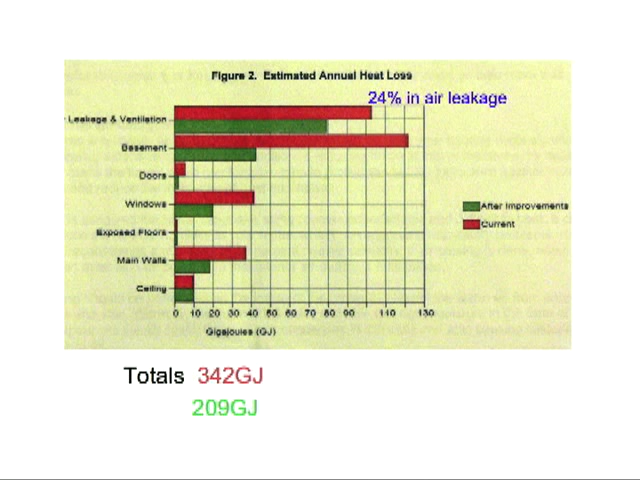 Figure 2. Estimated Annual Heat Loss
24% in air leakage
Leakage & Ventilation
Basement
Doors
Windows
Exposed Floors
Main Walls
Ceiling
After Improvements
Current
0 10 20 30 40 50 60 70 80 90 110 130
Gigajoules (GJ)
Totals 342GJ
209GJ